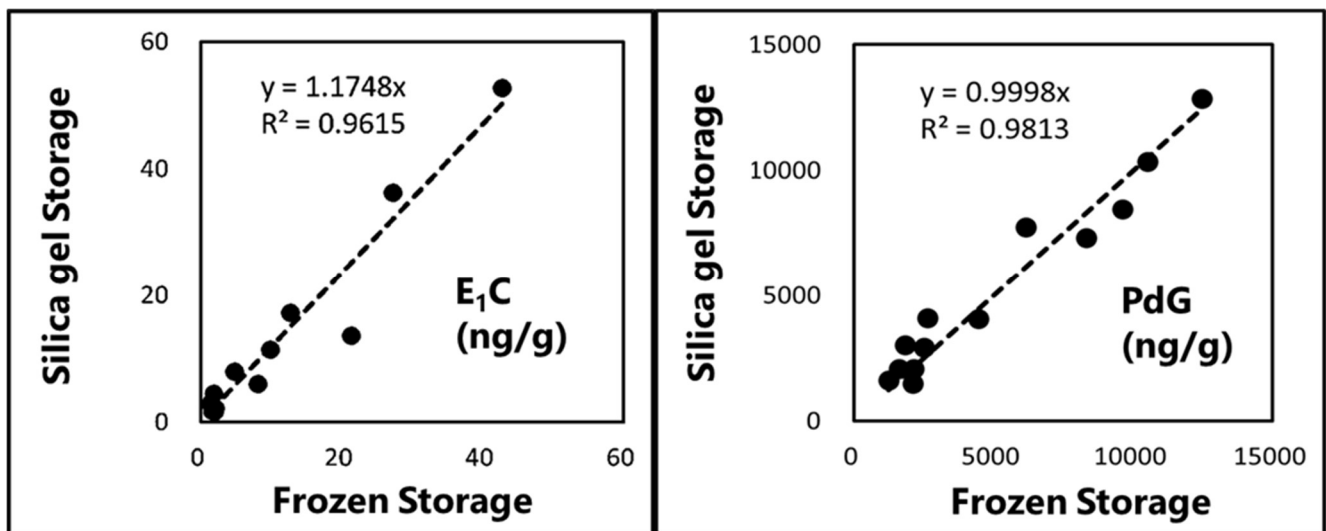 60
40
20
0
Silica gel Storage
y = 1.1748x
R² = 0.9615
E₁C
(ng/g)
0
20
40
60
Frozen Storage
15000
10000
5000
0
Silica gel Storage
y = 0.9998x
R² = 0.9813
PdG
(ng/g)
0
5000
10000
15000
Frozen Storage